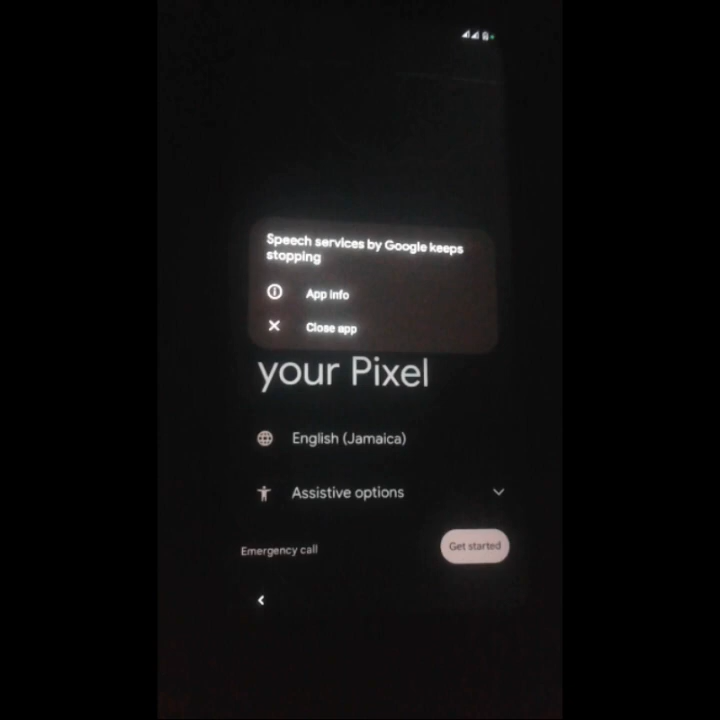 Speech services by Google keeps
stopping
App info
Close app
your Pixel
English (Jamaica)
Assistive options
Emergency call
Get started